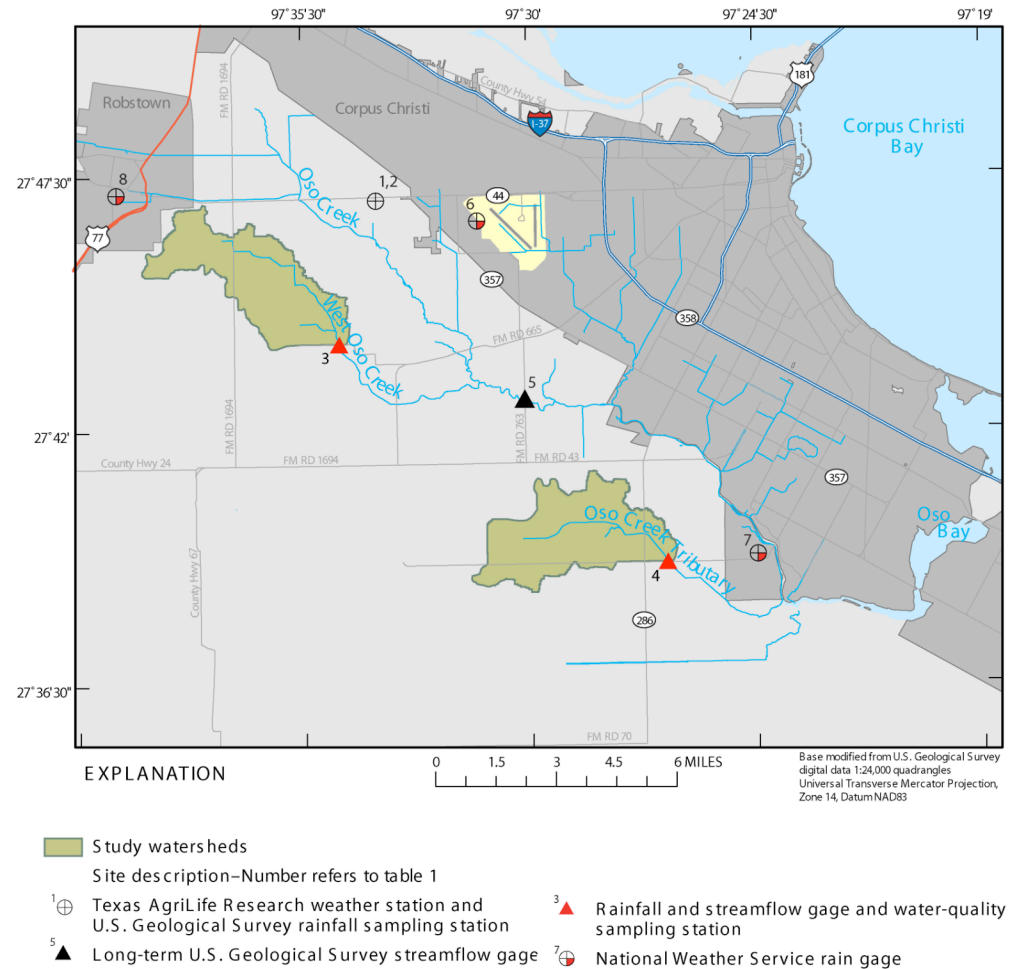 97°35'30"
97°30'
97°24'30"
97°19'
181
County Hwy 54
FM RD 1694
Robstown
Corpus Christi
I-37
Corpus Christi
Bay
27°47'30"
8
1,2
44
6
Oso Creek
77
357
358
West Oso Creek
FM RD 665
3
5
FM RD 1694
FM RD 763
27°42'
County Hwy 24
FM RD 1694
FM RD 43
357
Oso Creek Tributary
Oso
Bay
7
4
County Hwy 67
286
27°36'30"
FM RD 70
EXPLANATION
0 1.5 3 4.5 6 MILES
Base modified from U.S. Geological Survey
digital data 1:24,000 quadrangles
Universal Transverse Mercator Projection,
Zone 14, Datum NAD83
Study watersheds
Site description–Number refers to table 1
1 Texas AgriLife Research weather station and
U.S. Geological Survey rainfall sampling station
5 Long-term U.S. Geological Survey streamflow gage
3 Rainfall and streamflow gage and water-quality
sampling station
7 National Weather Service rain gage